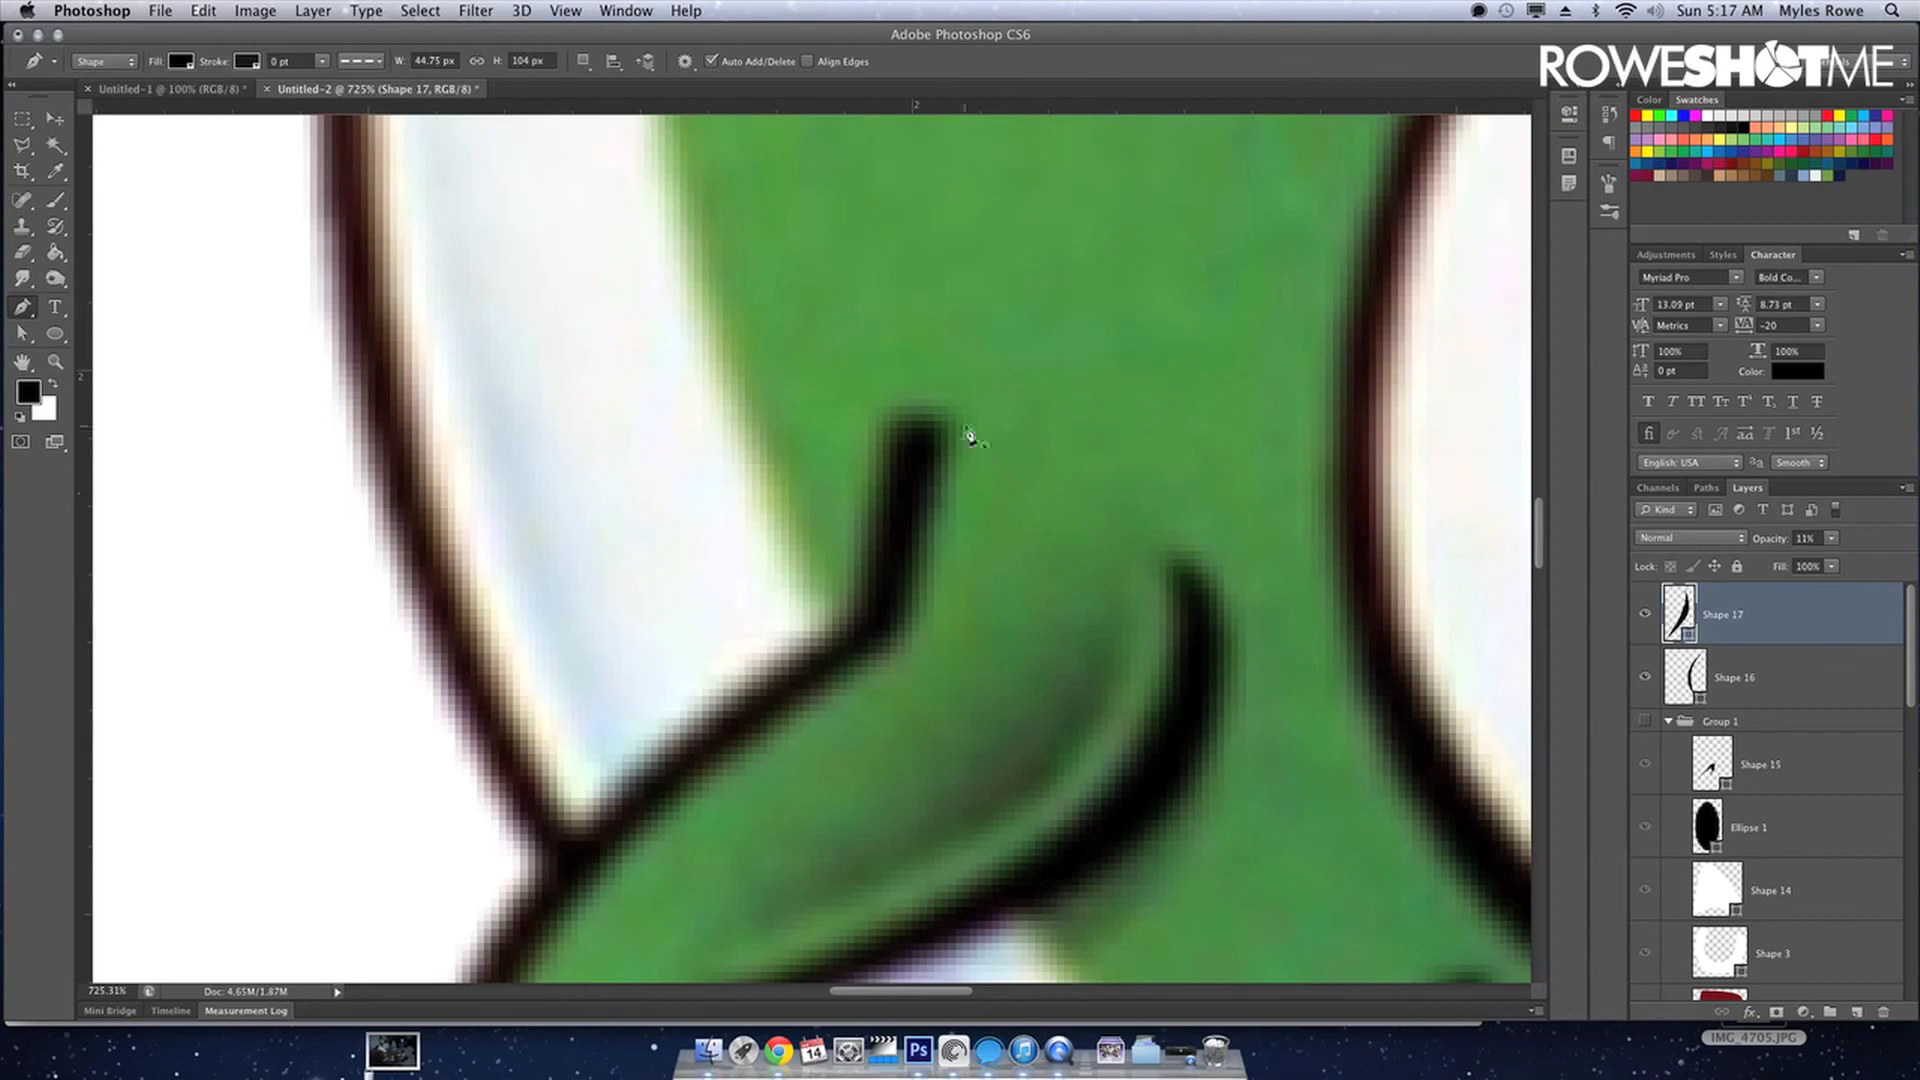 Photoshop File Edit Image Layer Type Select Filter 3D View Window Help Sun 5:17 AM Myles Rowe
Adobe Photoshop CS6
Shape Fill: Stroke: 0 pt W: 44.75 px H: 104 px Auto Add/Delete Align Edges
ROWESHOTME
Untitled-1 @ 100% (RGB/8) * Untitled-2 @ 725% (Shape 17, RGB/8) *
Color Swatches
2
2
Adjustments Styles Character
Myriad Pro Bold Co...
13.09 pt 8.73 pt
Metrics -20
100% 100%
0 pt Color:
English: USA Smooth
Channels Paths Layers
Kind
Normal Opacity: 11%
Lock: Fill: 100%
Shape 17
Shape 16
Group 1
Shape 15
Ellipse 1
Shape 14
Shape 3
725.31% Doc: 4.65M/1.87M
Mini Bridge Timeline Measurement Log
14
Ps
IMG_4705.JPG